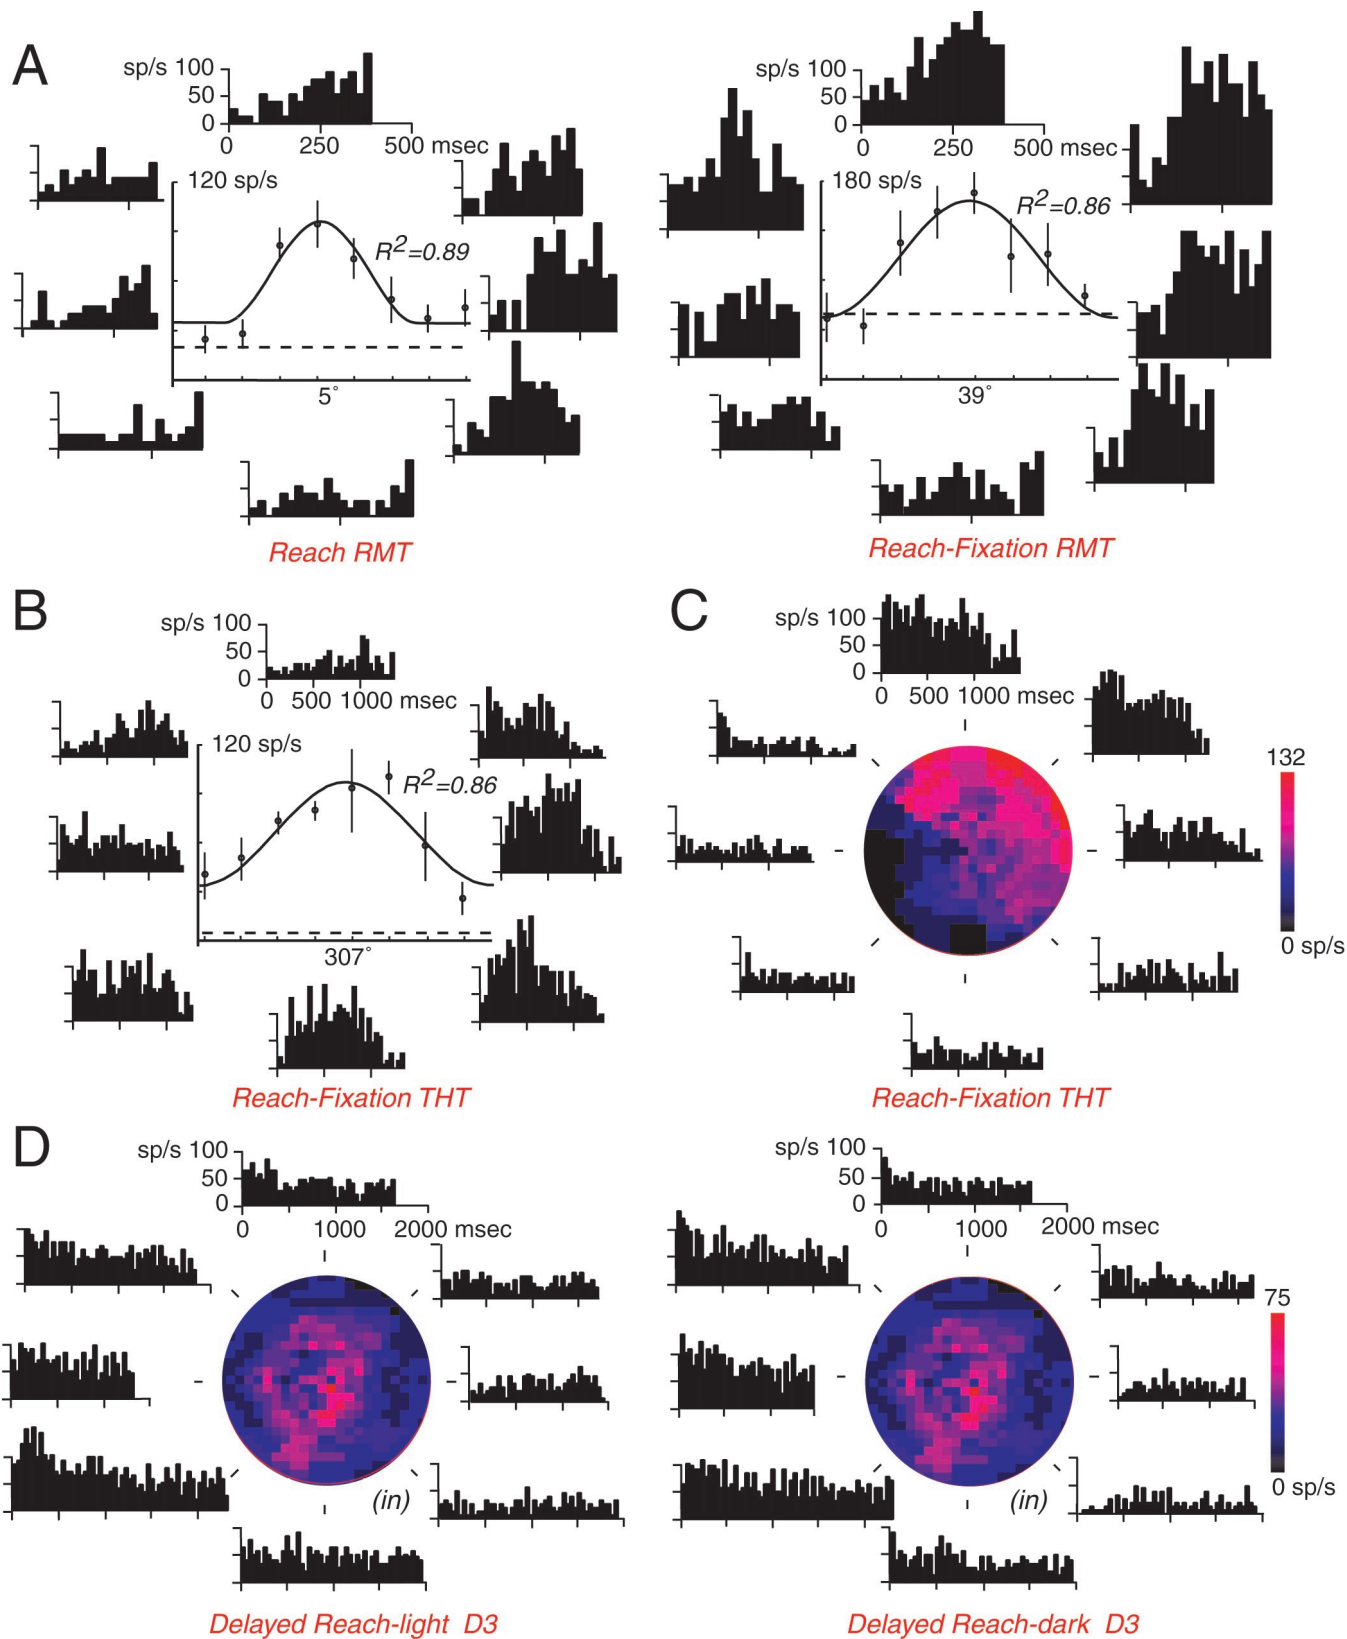 A
sp/s 100
50
0
0 250 500 msec
120 sp/s
R²=0.89
5°
Reach RMT
sp/s 100
50
0
0 250 500 msec
180 sp/s
R²=0.86
39°
Reach-Fixation RMT
B
sp/s 100
50
0
0 500 1000 msec
120 sp/s
R²=0.86
307°
Reach-Fixation THT
C
sp/s 100
50
0
0 500 1000 msec
132
0 sp/s
Reach-Fixation THT
D
sp/s 100
50
0
0 1000 2000 msec
(in)
Delayed Reach-light D3
sp/s 100
50
0
0 1000 2000 msec
75
0 sp/s
(in)
Delayed Reach-dark D3